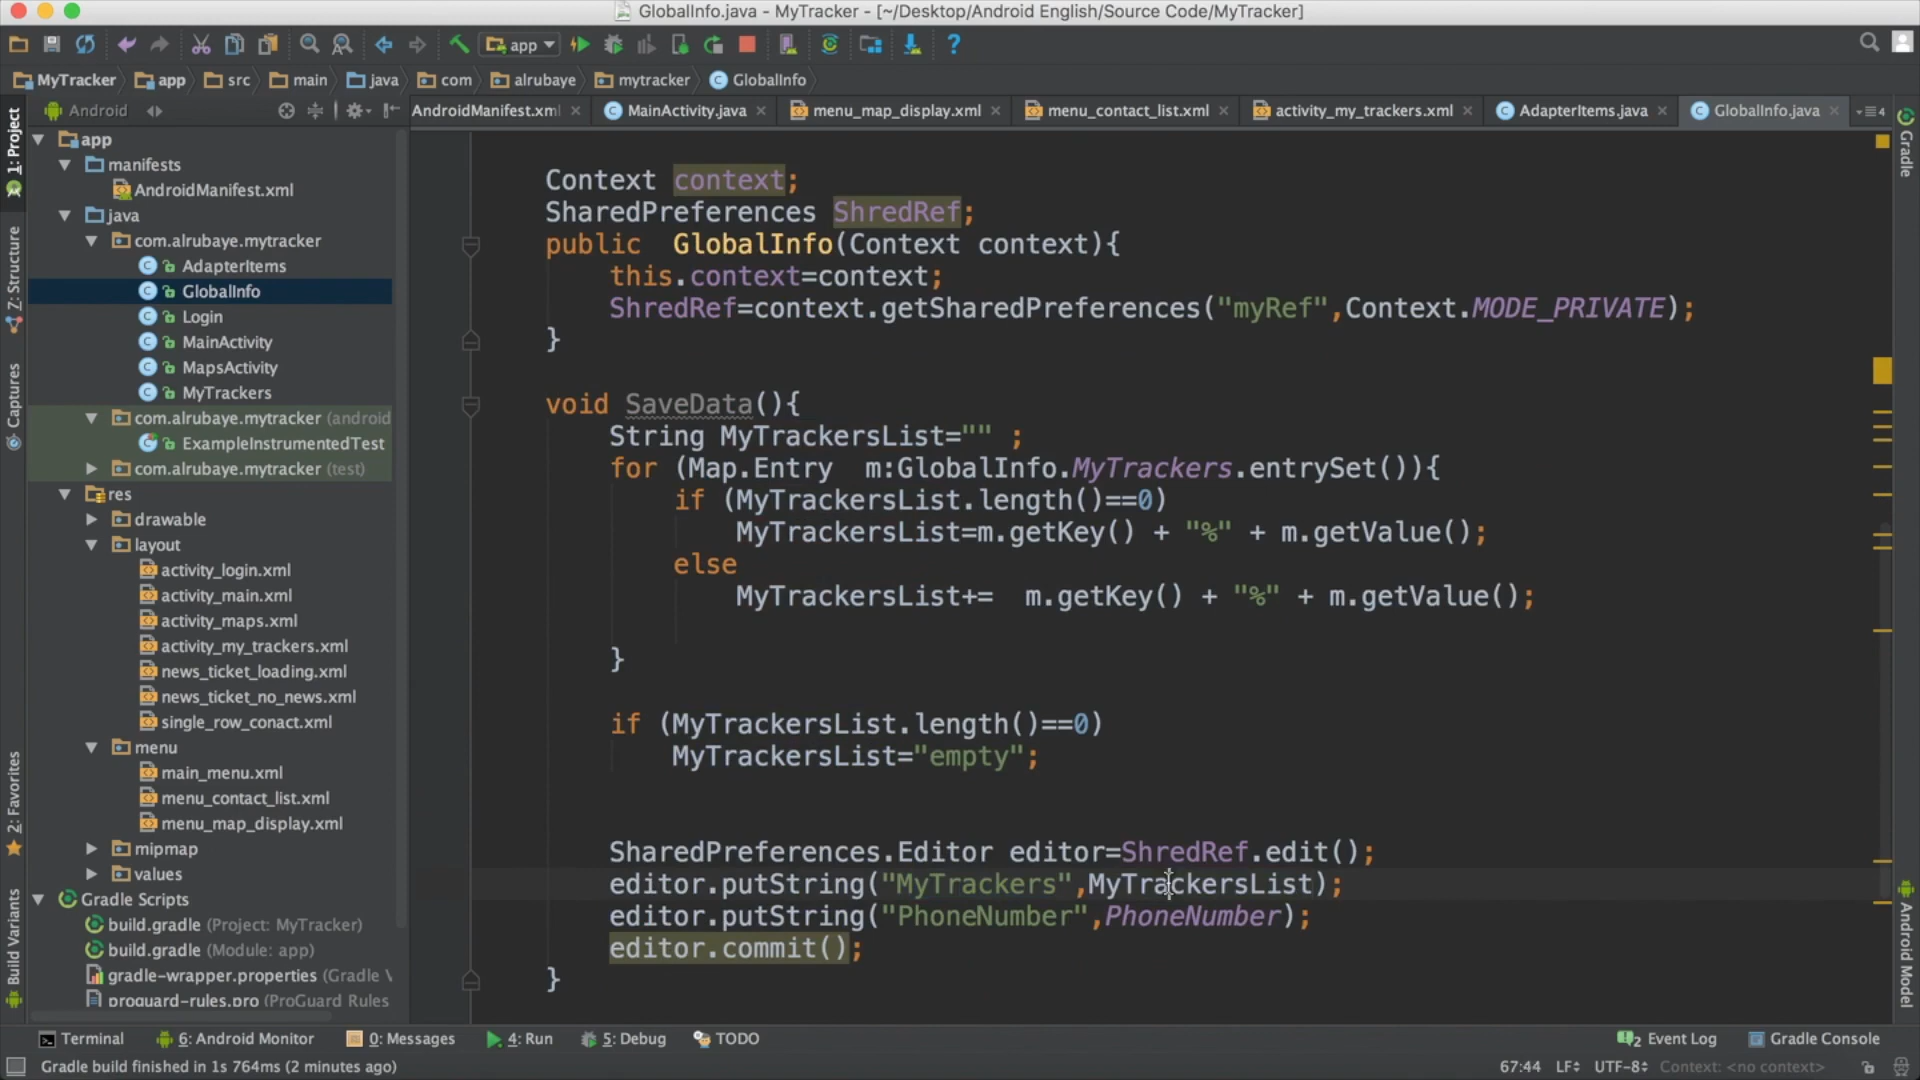 GlobalInfo.java - MyTracker - [~/Desktop/Android English/Source Code/MyTracker]
app
MyTracker app src main java com alrubaye mytracker GlobalInfo
Android
AndroidManifest.xml MainActivity.java menu_map_display.xml menu_contact_list.xml activity_my_trackers.xml AdapterItems.java GlobalInfo.java 4
1: Project
Z: Structure
Captures
2: Favorites
Build Variants
app
manifests
AndroidManifest.xml
java
com.alrubaye.mytracker
AdapterItems
GlobalInfo
Login
MainActivity
MapsActivity
MyTrackers
com.alrubaye.mytracker (android
ExampleInstrumentedTest
com.alrubaye.mytracker (test)
res
drawable
layout
activity_login.xml
activity_main.xml
activity_maps.xml
activity_my_trackers.xml
news_ticket_loading.xml
news_ticket_no_news.xml
single_row_conact.xml
menu
main_menu.xml
menu_contact_list.xml
menu_map_display.xml
mipmap
values
Gradle Scripts
build.gradle (Project: MyTracker)
build.gradle (Module: app)
gradle-wrapper.properties (Gradle V
proguard-rules.pro (ProGuard Rules
Context context;
SharedPreferences ShredRef;
public  GlobalInfo(Context context){
this.context=context;
ShredRef=context.getSharedPreferences("myRef",Context.MODE_PRIVATE);
}
void SaveData(){
String MyTrackersList="" ;
for (Map.Entry  m:GlobalInfo.MyTrackers.entrySet()){
if (MyTrackersList.length()==0)
MyTrackersList=m.getKey() + "%" + m.getValue();
else
MyTrackersList+=  m.getKey() + "%" + m.getValue();
}
if (MyTrackersList.length()==0)
MyTrackersList="empty";
SharedPreferences.Editor editor=ShredRef.edit();
editor.putString("MyTrackers",MyTrackersList);
editor.putString("PhoneNumber",PhoneNumber);
editor.commit();
}
Gradle
Android Model
Terminal 6: Android Monitor 0: Messages 4: Run 5: Debug TODO 2 Event Log Gradle Console
Gradle build finished in 1s 764ms (2 minutes ago) 67:44 LF÷ UTF-8÷ Context: <no context>